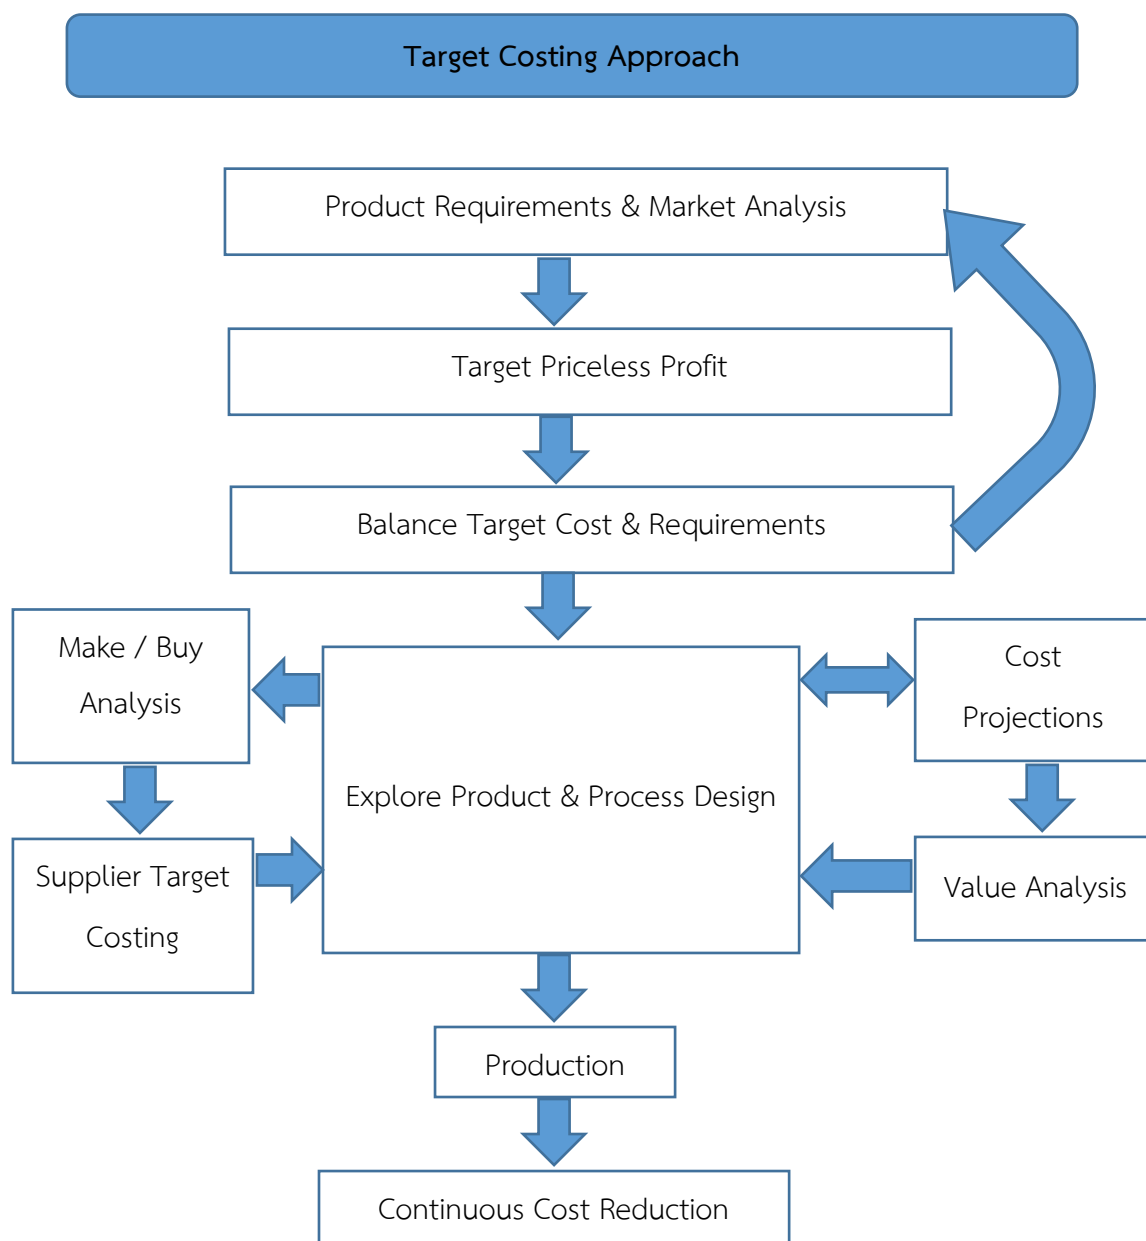 Target Costing Approach
Product Requirements & Market Analysis
Target Priceless Profit
Balance Target Cost & Requirements
Make / Buy
Analysis
Cost
Projections
Explore Product & Process Design
Supplier Target
Costing
Value Analysis
Production
Continuous Cost Reduction